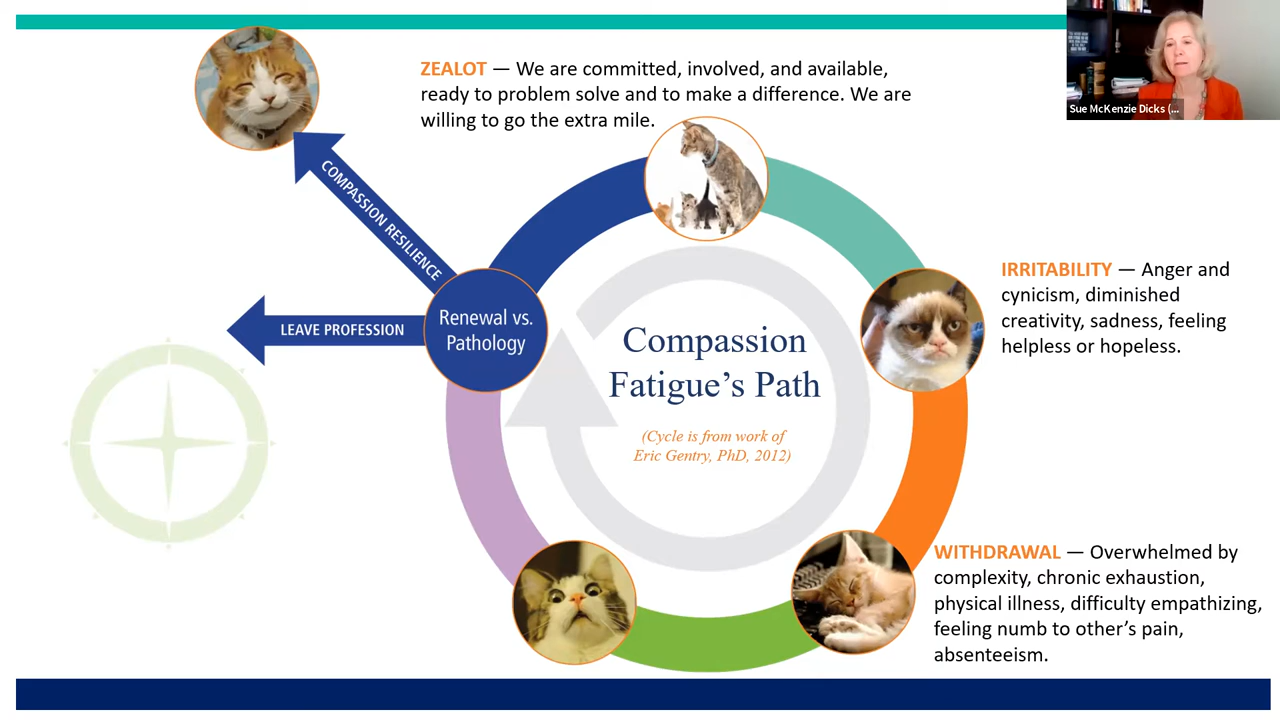 ZEALOT — We are committed, involved, and available,
ready to problem solve and to make a difference. We are
willing to go the extra mile.
Sue McKenzie Dicks (...
COMPASSION RESILIENCE
LEAVE PROFESSION
Renewal vs.
Pathology
Compassion
Fatigue’s Path
(Cycle is from work of
Eric Gentry, PhD, 2012)
IRRITABILITY — Anger and
cynicism, diminished
creativity, sadness, feeling
helpless or hopeless.
WITHDRAWAL — Overwhelmed by
complexity, chronic exhaustion,
physical illness, difficulty empathizing,
feeling numb to other’s pain,
absenteeism.